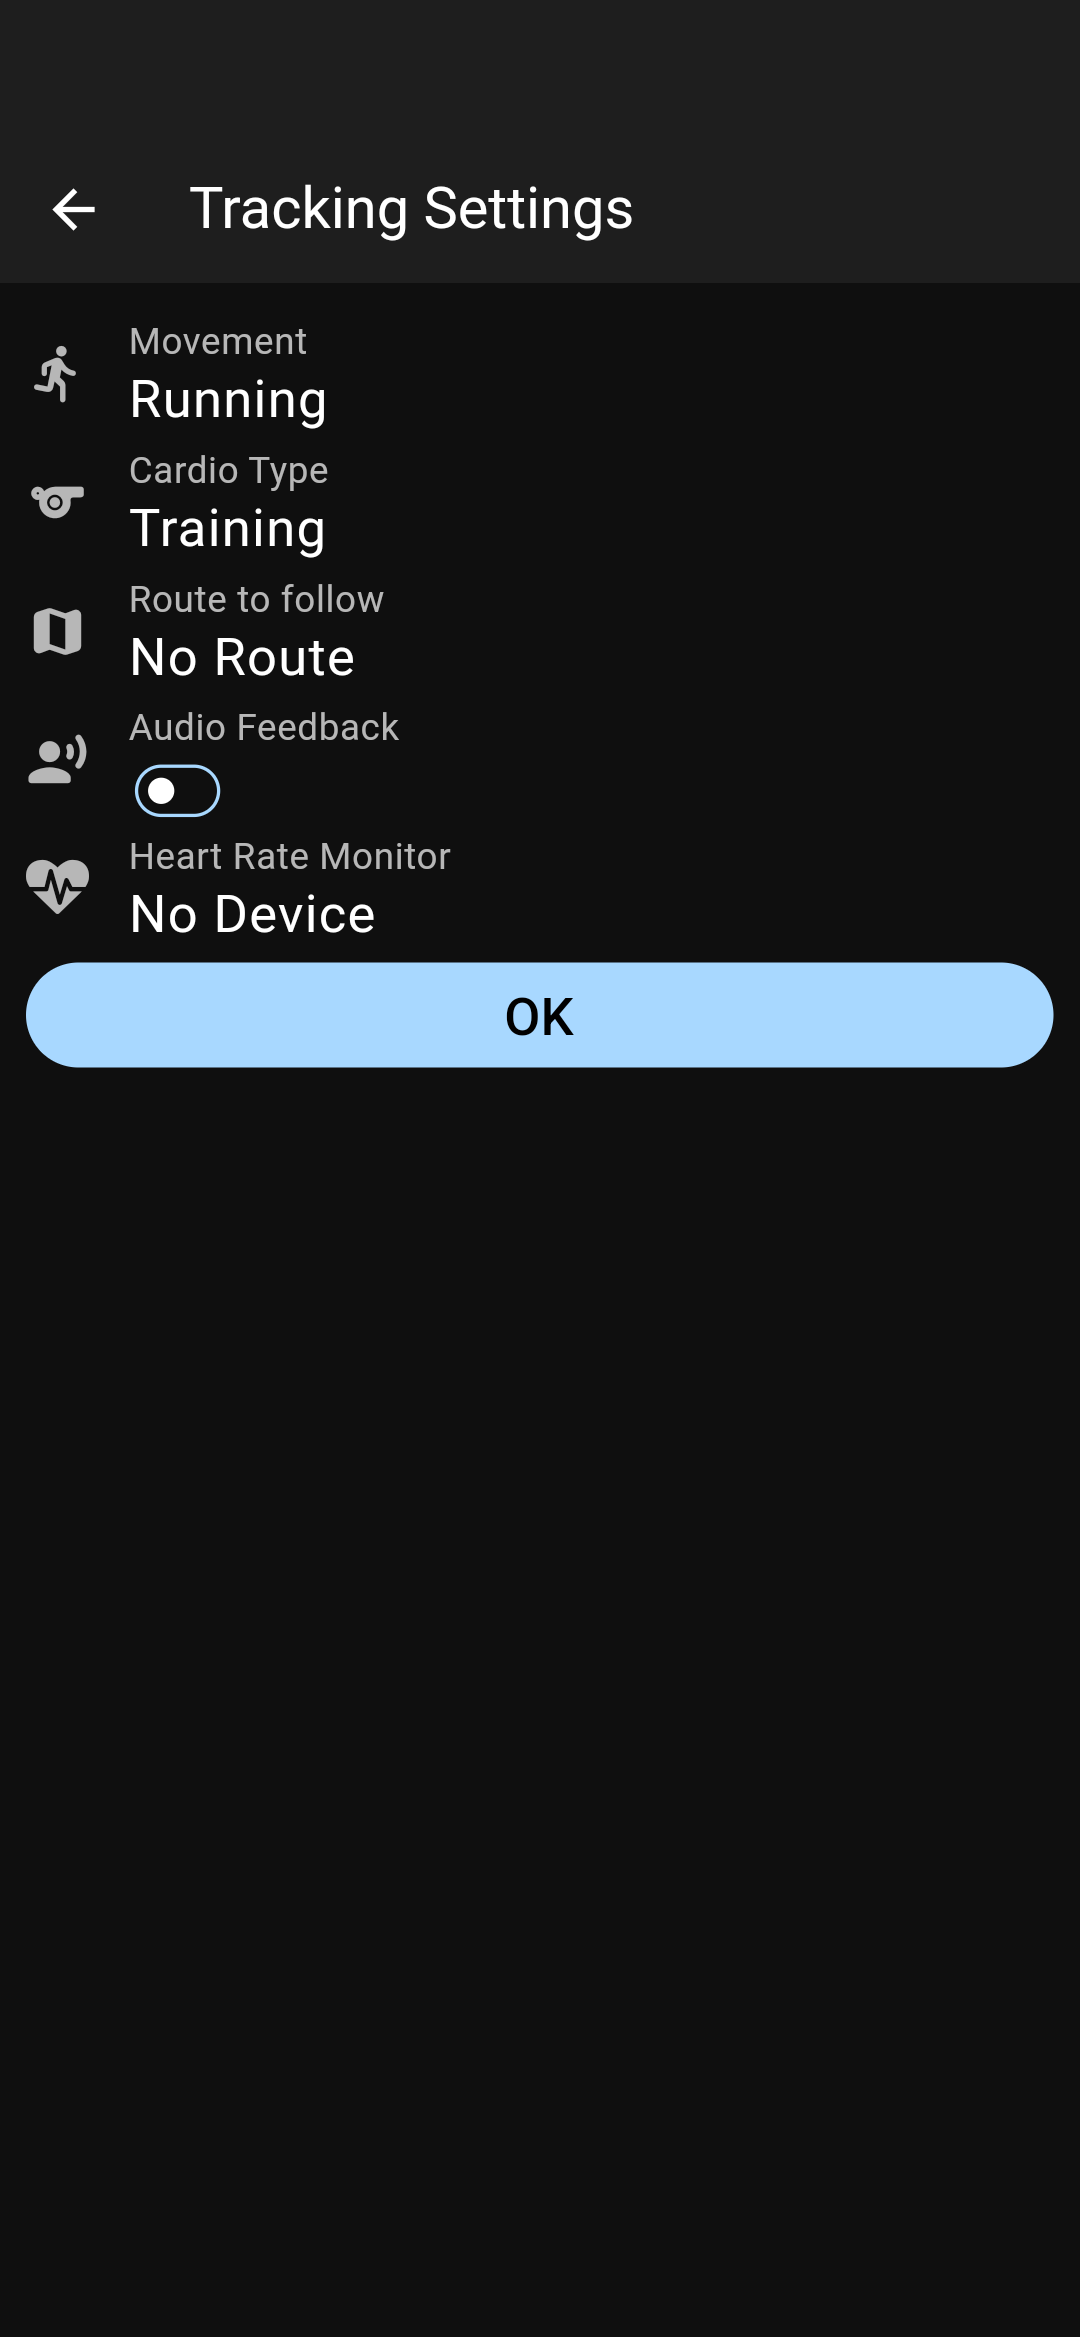 Tracking Settings
Movement
Running
Cardio Type
Training
Route to follow
No Route
Audio Feedback
Heart Rate Monitor
No Device
OK